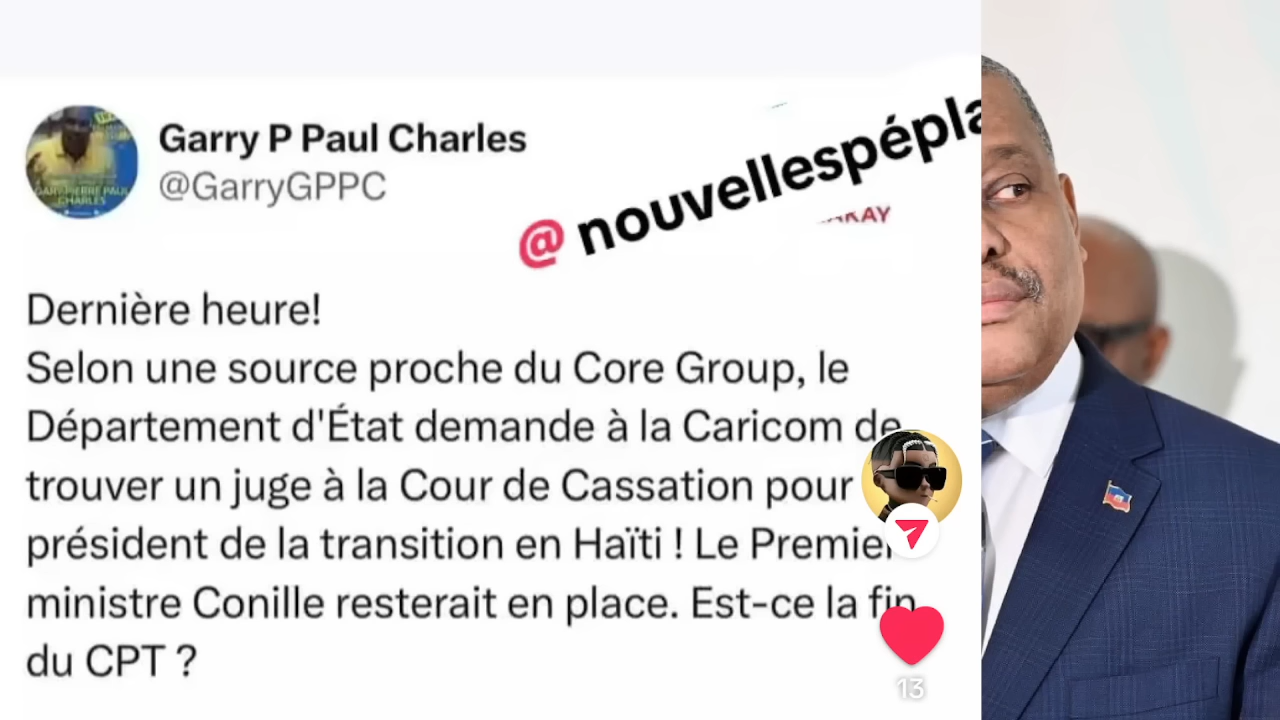 Garry P Paul Charles
@GarryGPPC
@nouvellespépla
Dernière heure!
Selon une source proche du Core Group, le
Département d'État demande à la Caricom de
trouver un juge à la Cour de Cassation pour
président de la transition en Haïti ! Le Premier
ministre Conille resterait en place. Est-ce la fin
du CPT ?
13